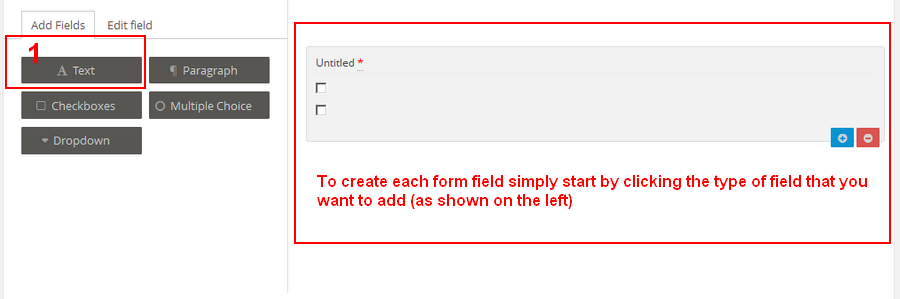 Add Fields Edit field
1
Text Paragraph
Checkboxes Multiple Choice
Dropdown
Untitled *
To create each form field simply start by clicking the type of field that you
want to add (as shown on the left)